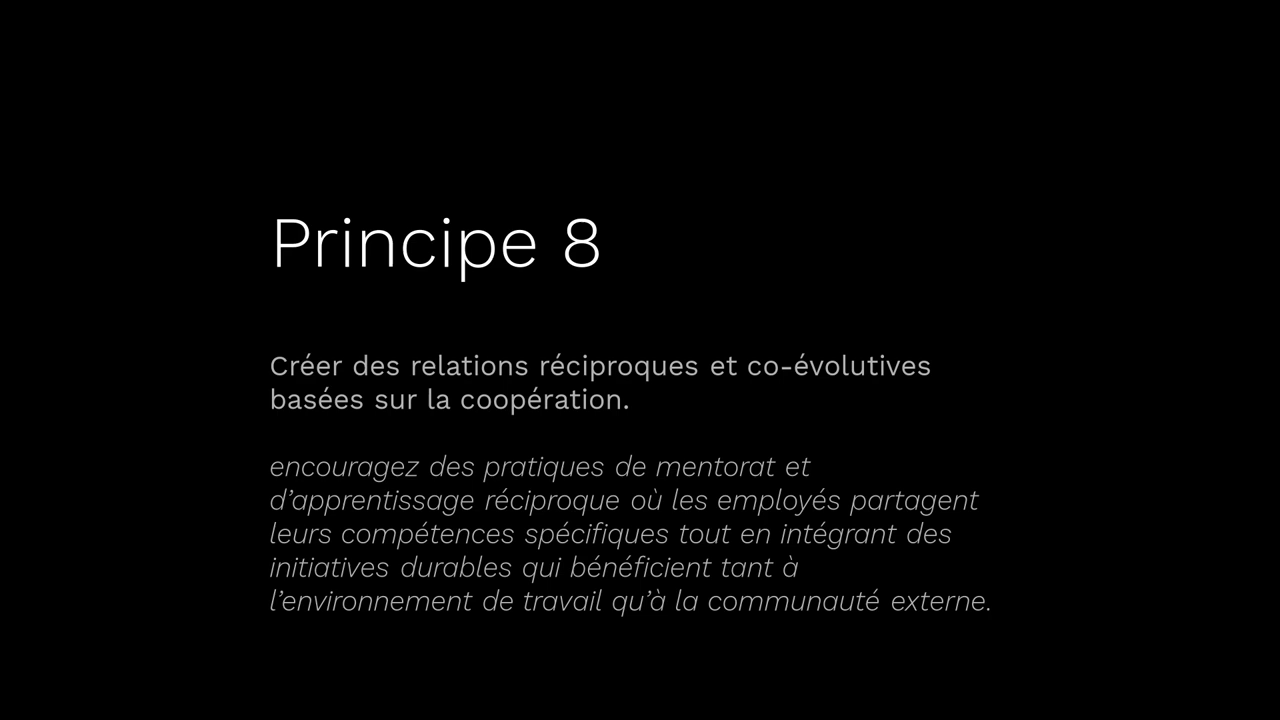 Principe 8
Créer des relations réciproques et co-évolutives
basées sur la coopération.
encouragez des pratiques de mentorat et
d’apprentissage réciproque où les employés partagent
leurs compétences spécifiques tout en intégrant des
initiatives durables qui bénéficient tant à
l’environnement de travail qu’à la communauté externe.